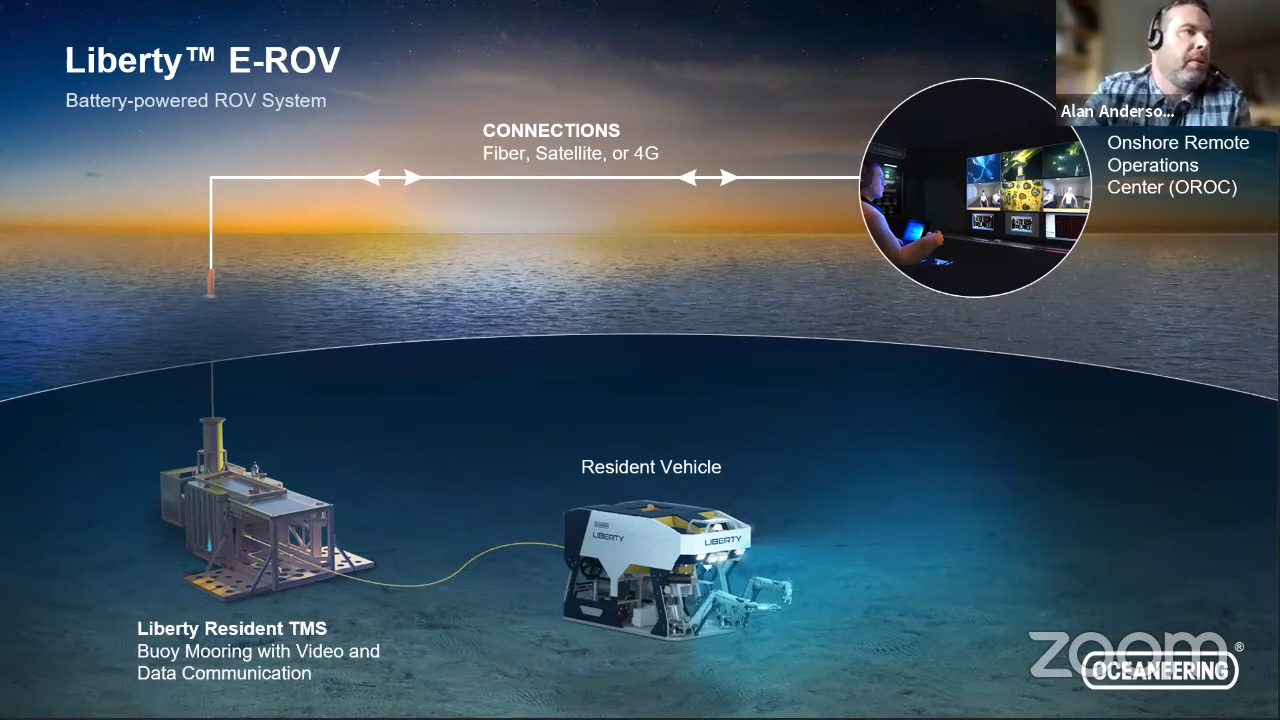 Liberty™ E-ROV
Battery-powered ROV System
CONNECTIONS
Fiber, Satellite, or 4G
Alan Anderso...
Onshore Remote
Operations
Center (OROC)
Resident Vehicle
LIBERTY
LIBERTY
Liberty Resident TMS
Buoy Mooring with Video and
Data Communication
zoom
OCEANEERING®